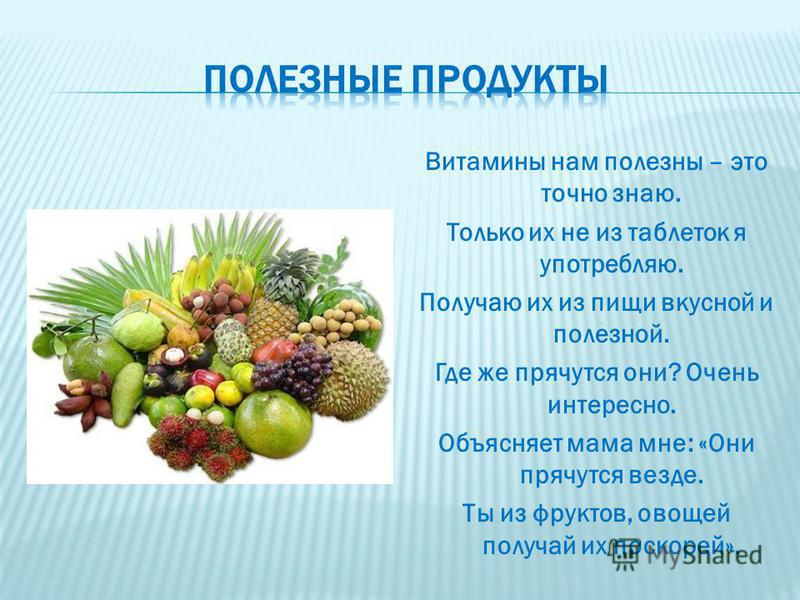 ПОЛЕЗНЫЕ ПРОДУКТЫ
Витамины нам полезны – это
точно знаю.
Только их не из таблеток я
употребляю.
Получаю их из пищи вкусной и
полезной.
Где же прячутся они? Очень
интересно.
Объясняет мама мне: «Они
прячутся везде.
Ты из фруктов, овощей
получай их поскорей».
MyShared